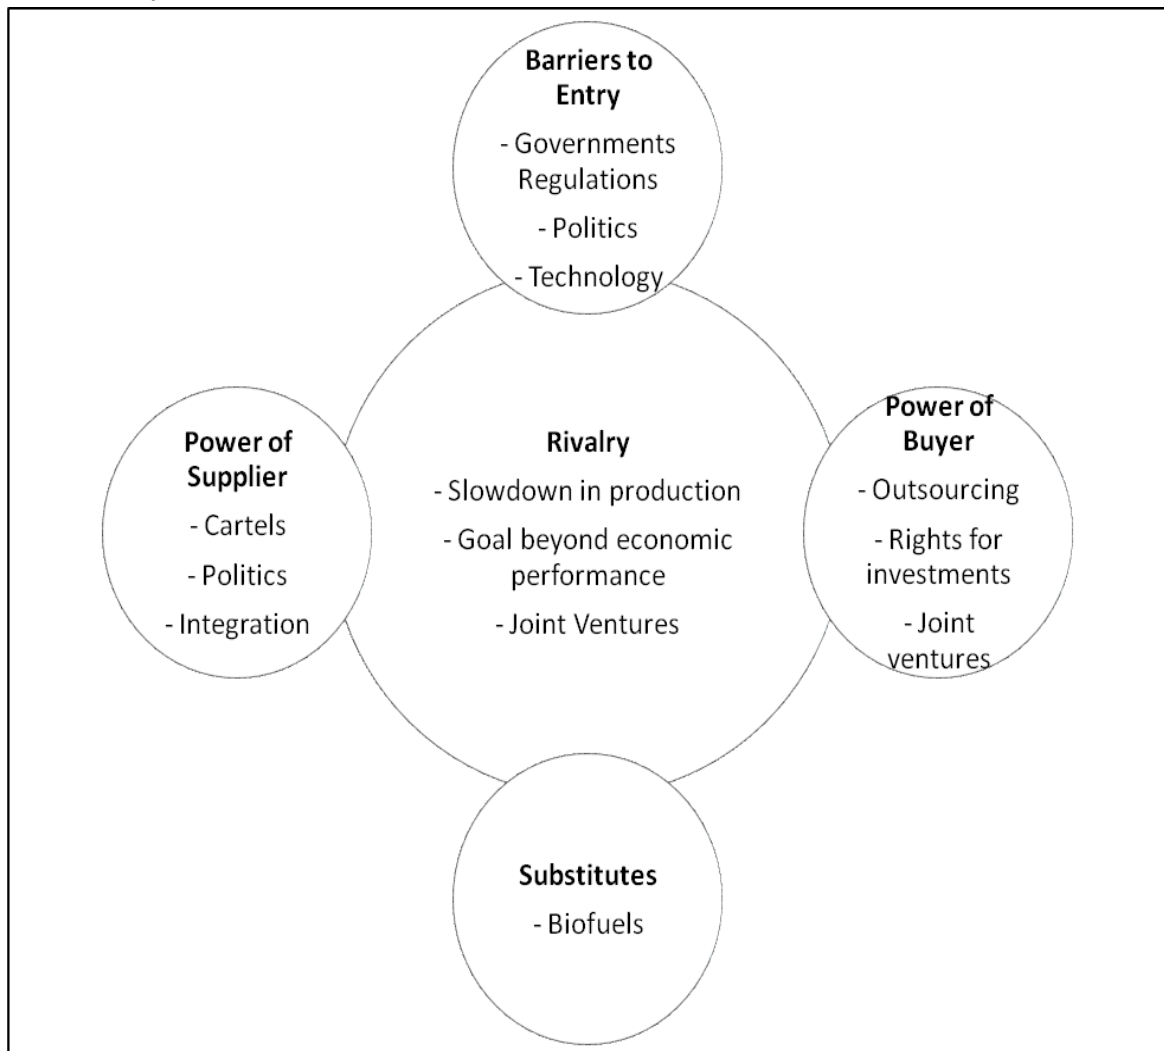 Barriers to
Entry
- Governments
Regulations
- Politics
- Technology
Power of
Supplier
- Cartels
- Politics
- Integration
Rivalry
- Slowdown in production
- Goal beyond economic
performance
- Joint Ventures
Power of
Buyer
- Outsourcing
- Rights for
investments
- Joint
ventures
Substitutes
- Biofuels